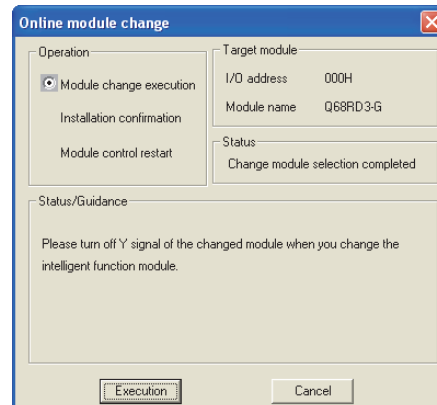 Online module change
Operation
Module change execution
Installation confirmation
Module control restart
Target module
I/O address 000H
Module name Q68RD3-G
Status
Change module selection completed
Status/Guidance
Please turn off Y signal of the changed module when you change the
intelligent function module.
Execution Cancel